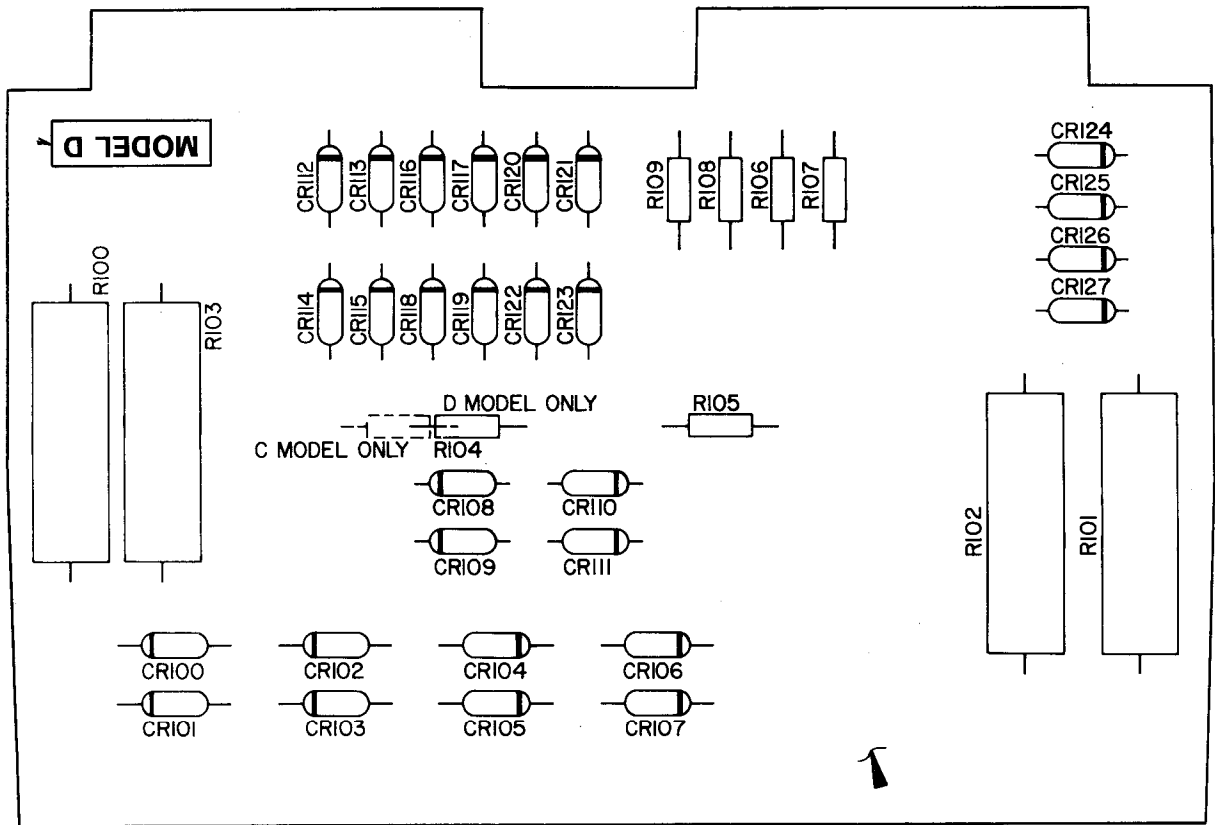 MODEL D
CR112 CR113 CR116 CR117 CR120 CR121
R109 R108 R106 R107
CR124
CR125
CR126
CR127
R100
R103
CR114 CR115 CR118 CR119 CR122 CR123
D MODEL ONLY
R105
C MODEL ONLY R104
CR108 CR110
CR109 CR111
R102 R101
CR100 CR102 CR104 CR106
CR101 CR103 CR105 CR107